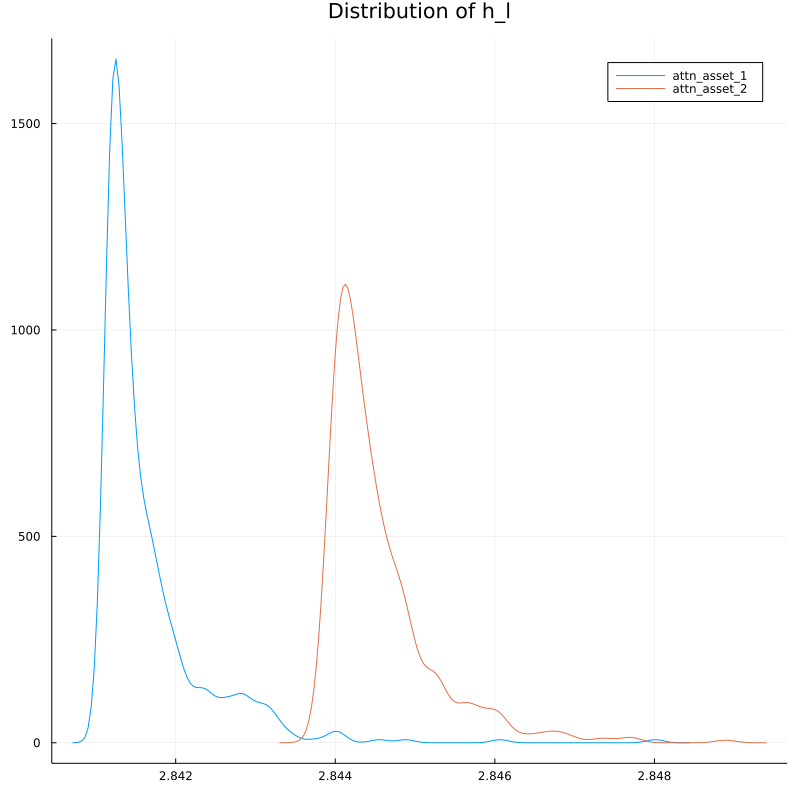 Distribution of h_l
attn_asset_1
attn_asset_2
1500
1000
500
0
2.842 2.844 2.846 2.848